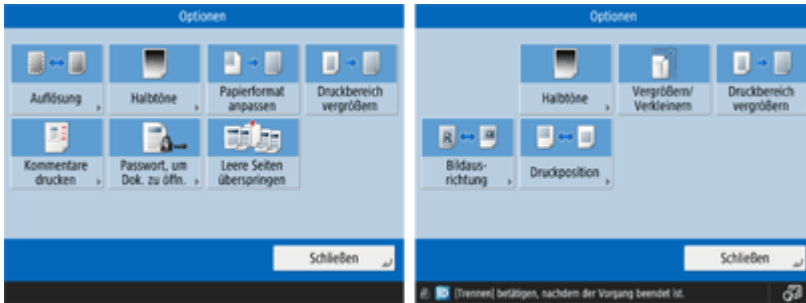 Optionen
Auflösung
Halbtöne
Papierformat
anpassen
Druckbereich
vergrößern
Kommentare
drucken
Passwort, um
Dok. zu öffn.
Leere Seiten
überspringen
Schließen
Optionen
Halbtöne
Vergrößern/
Verkleinern
Druckbereich
vergrößern
R
Bildaus-
richtung
Druckposition
Schließen
[Trennen] betätigen, nachdem der Vorgang beendet ist.